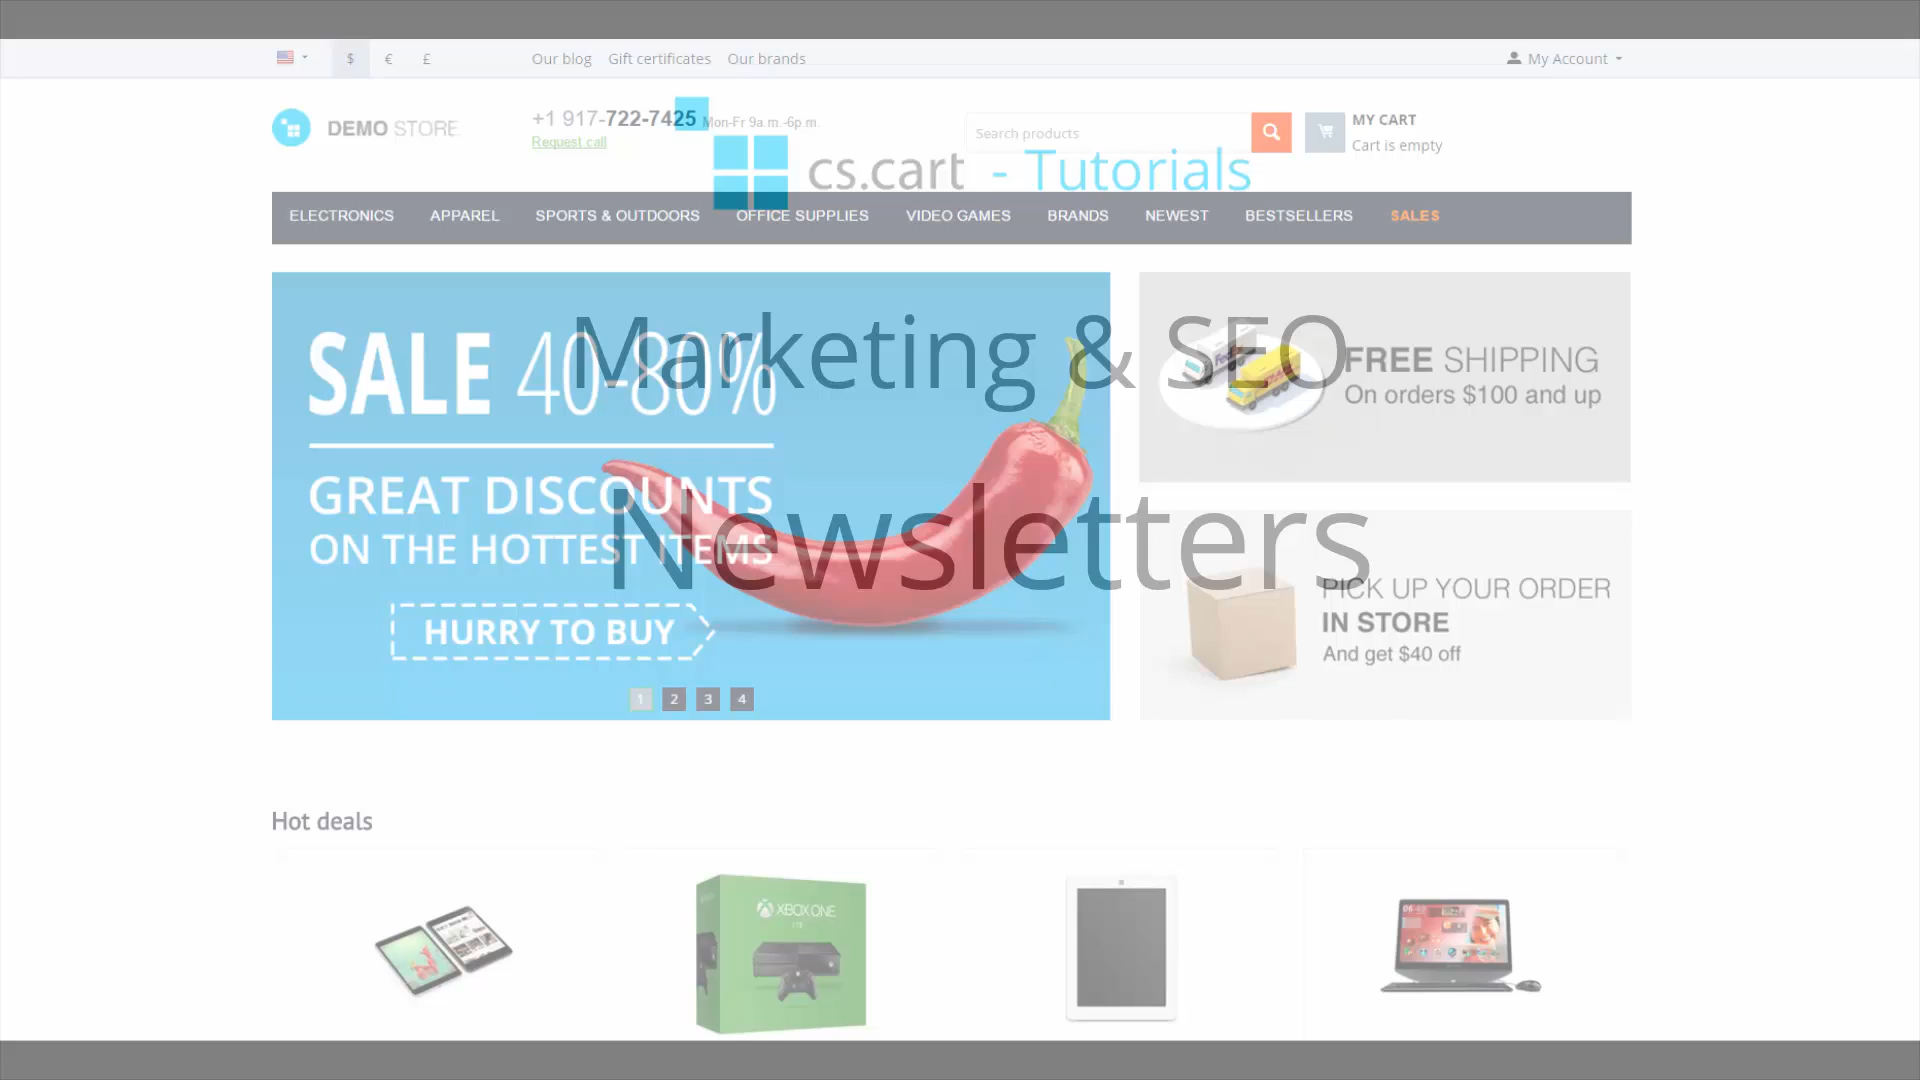 $ € £ Our blog Gift certificates Our brands My Account
DEMO STORE
+1 917-722-7425 Mon-Fr 9a.m.-6p.m.
Request call
Search products
MY CART
Cart is empty
cs.cart - Tutorials
ELECTRONICS APPAREL SPORTS & OUTDOORS OFFICE SUPPLIES VIDEO GAMES BRANDS NEWEST BESTSELLERS SALES
Marketing & SEO
Newsletters
SALE 40-80%
GREAT DISCOUNTS
ON THE HOTTEST ITEMS
HURRY TO BUY
1 2 3 4
FREE SHIPPING
On orders $100 and up
PICK UP YOUR ORDER
IN STORE
And get $40 off
Hot deals
XBOX ONE